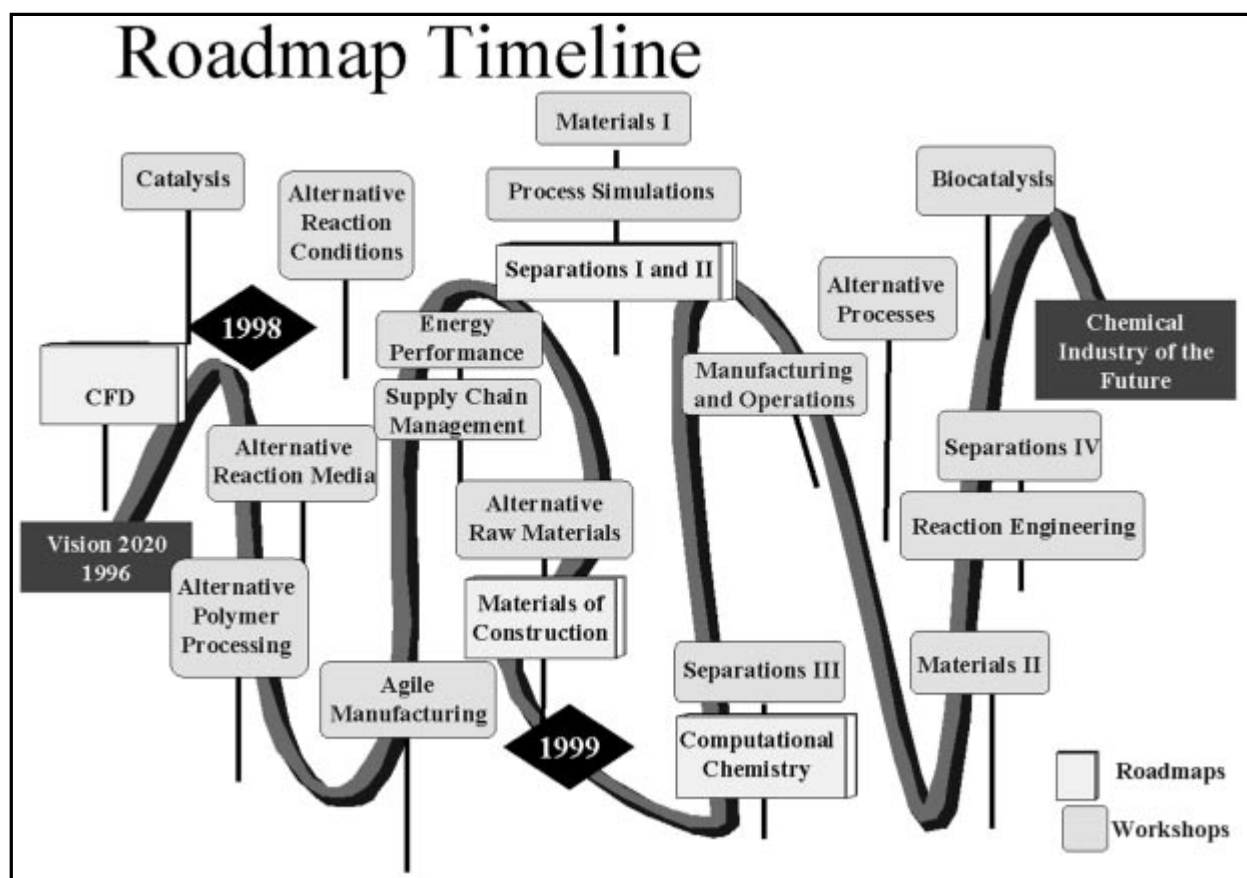 Roadmap Timeline
Materials I
Catalysis
Alternative
Reaction
Conditions
Process Simulations
Biocatalysis
Separations I and II
Alternative
Processes
1998
Energy
Performance
Chemical
Industry of the
Future
CFD
Supply Chain
Management
Manufacturing
and Operations
Alternative
Reaction Media
Separations IV
Alternative
Raw Materials
Reaction Engineering
Vision 2020
1996
Alternative
Polymer
Processing
Materials of
Construction
Agile
Manufacturing
Separations III
Materials II
1999
Computational
Chemistry
Roadmaps
Workshops